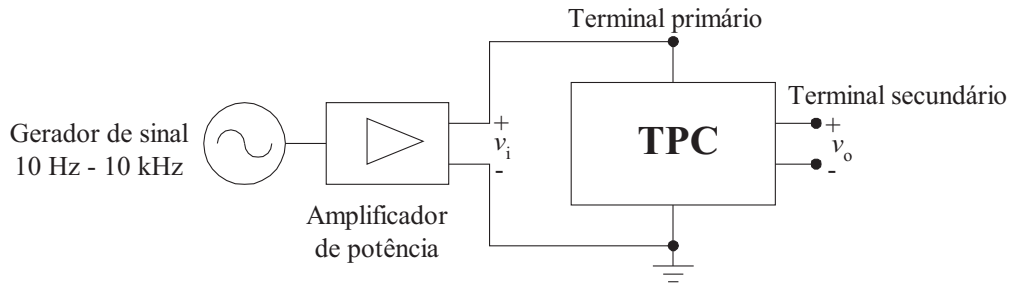 Terminal primário
Gerador de sinal
10 Hz - 10 kHz
+
vi
-
Amplificador
de potência
TPC
Terminal secundário
+
vo
-